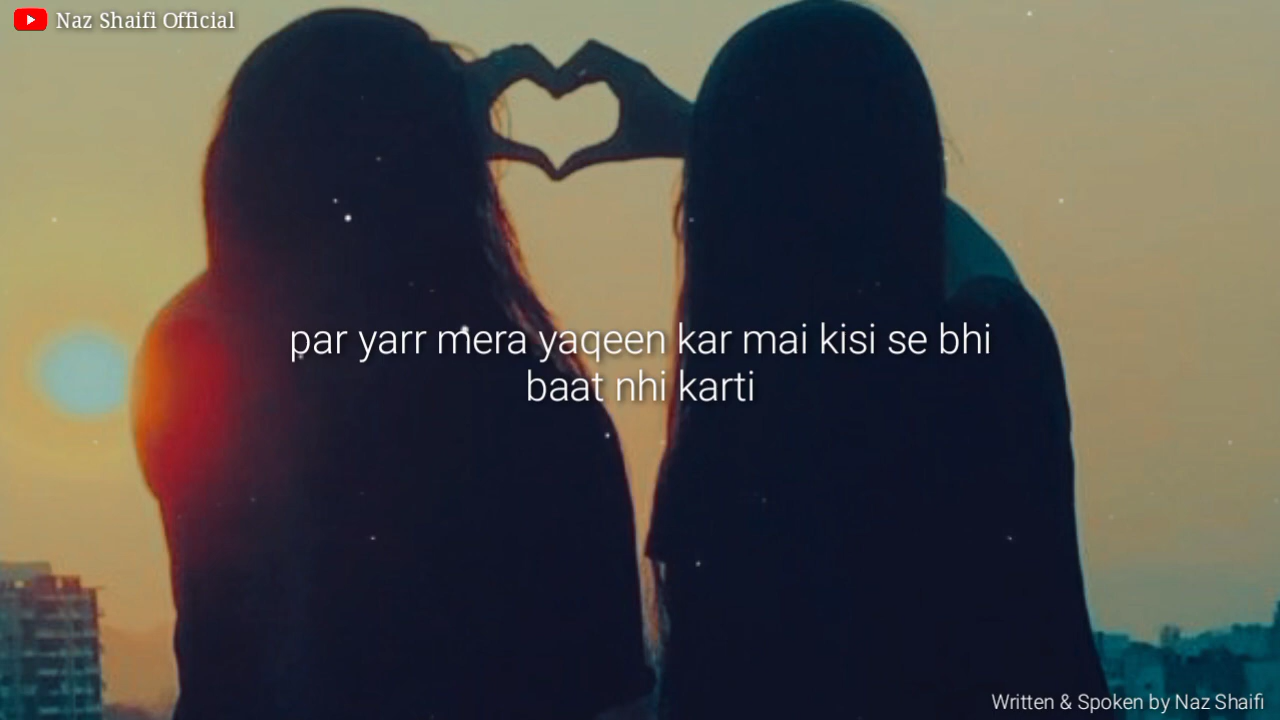 Naz Shaifi Official
par yarr mera yaqeen kar mai kisi se bhi
baat nhi karti
Written & Spoken by Naz Shaifi